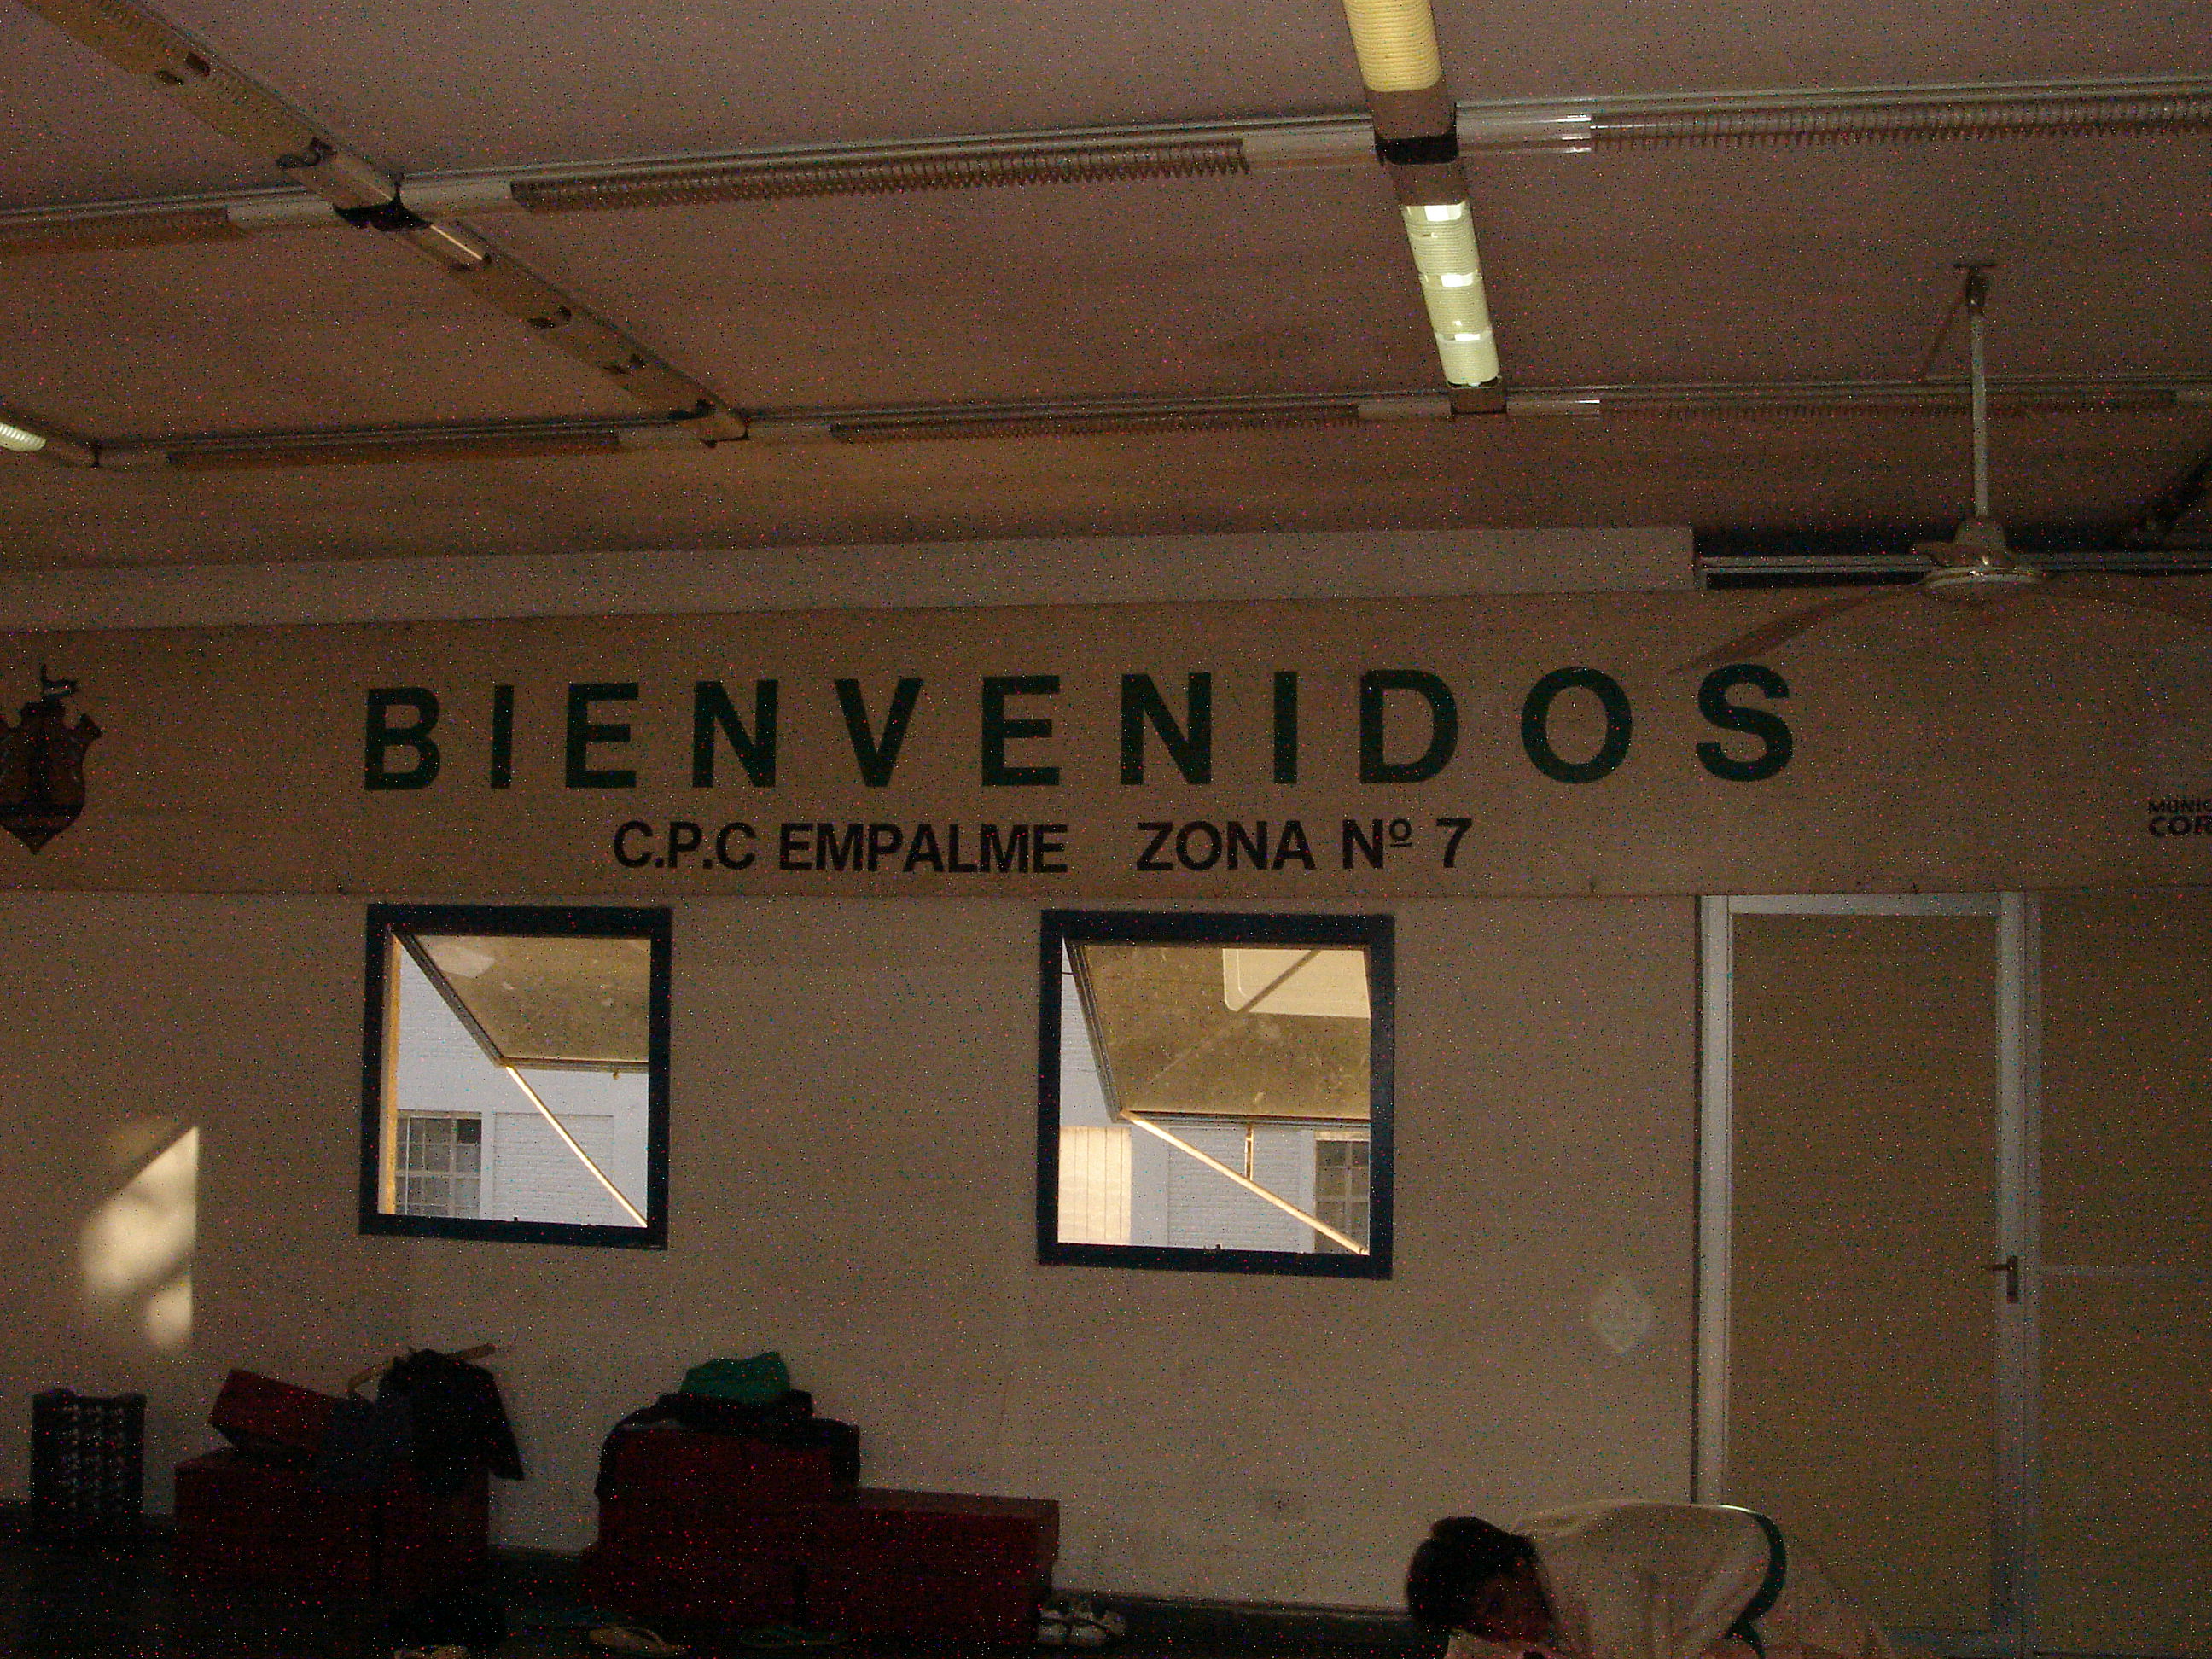 BIENVENIDOS
C.P.C EMPALME ZONA Nº 7